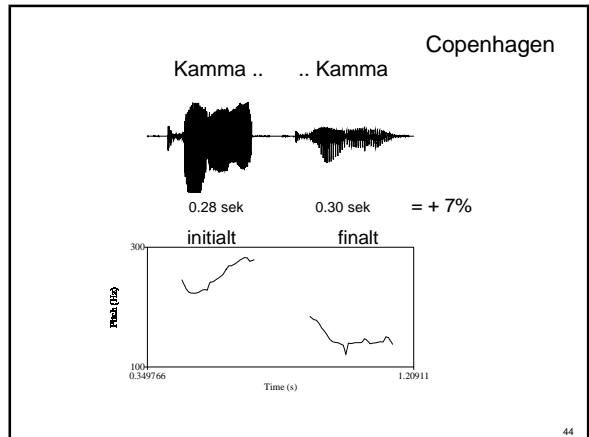 Copenhagen
Kamma .. .. Kamma
0.28 sek 0.30 sek = + 7%
initialt finalt
300
Pitch (Hz)
100
0.349766 1.20911
Time (s)
44